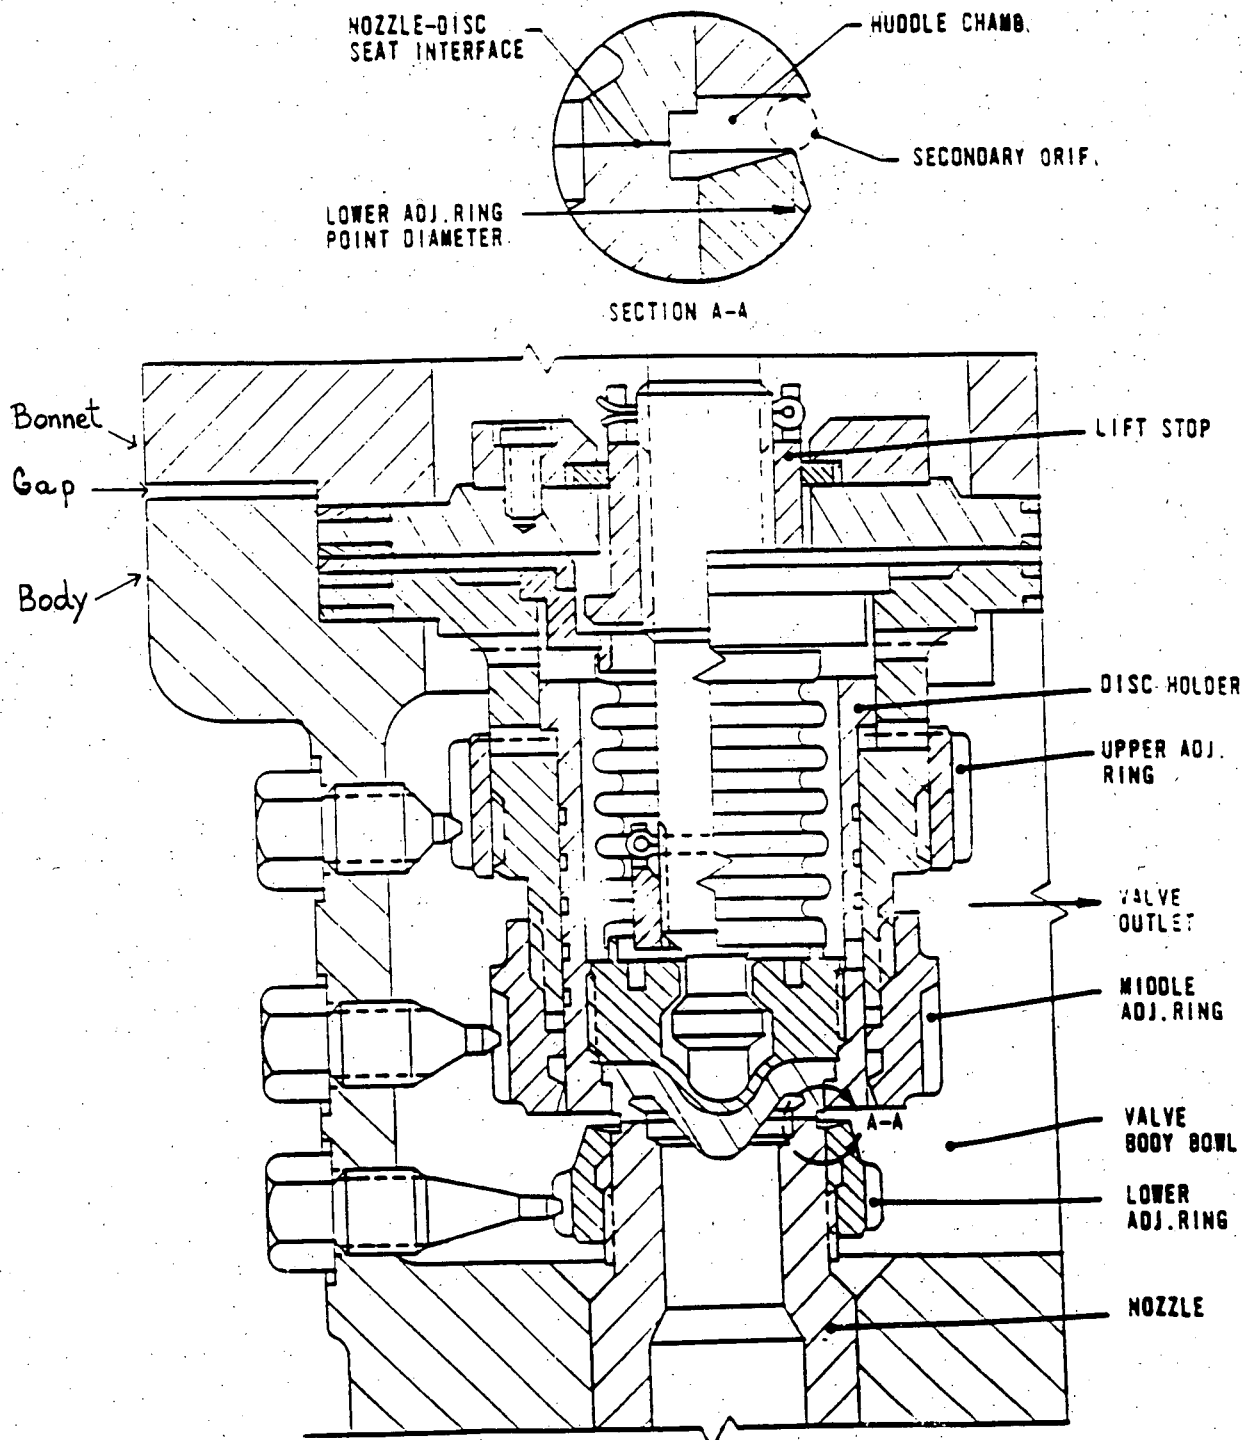 NOZZLE-DISC
SEAT INTERFACE
HUDDLE CHAMB.
SECONDARY ORIF.
LOWER ADJ.RING
POINT DIAMETER
SECTION A-A
Bonnet
Gap
Body
LIFT STOP
DISC HOLDER
UPPER ADJ.
RING
VALVE
OUTLET
MIDDLE
ADJ.RING
A-A
VALVE
BODY BOWL
LOWER
ADJ.RING
NOZZLE